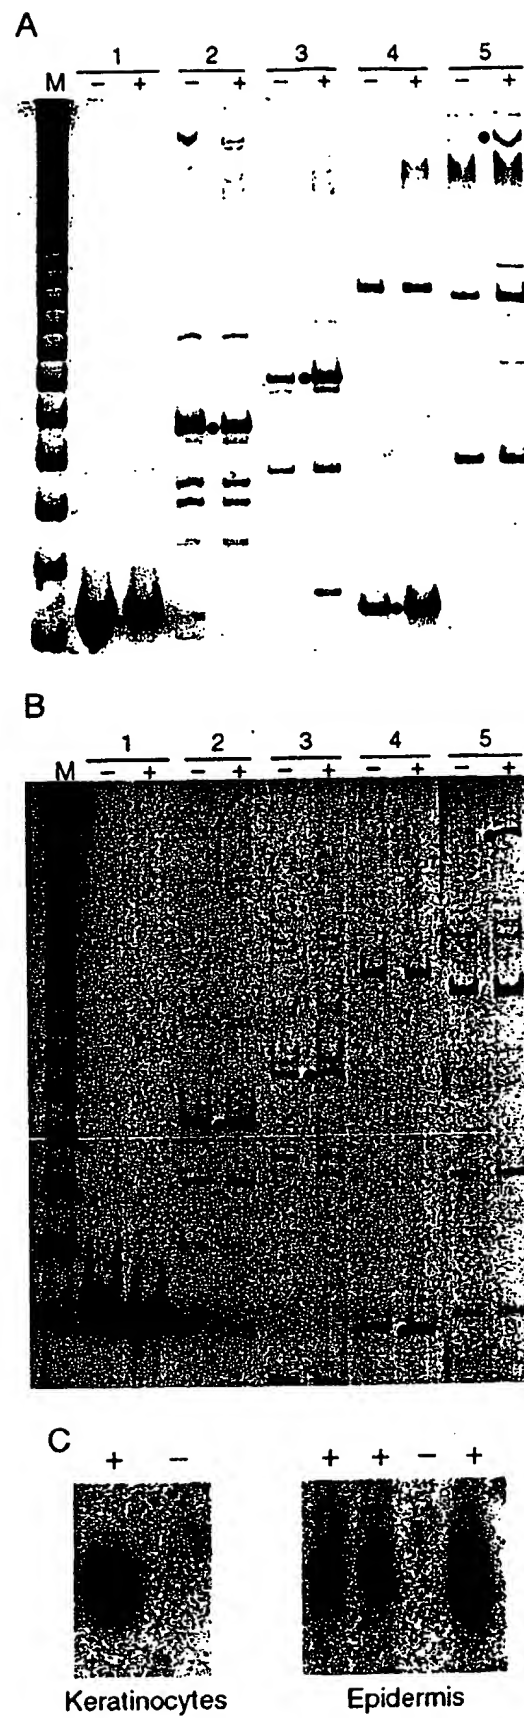 A
1 2 3 4 5
M − + − + − + − + − +
B
1 2 3 4 5
M − + − + − + − + − +
C
+ − + + − +
Keratinocytes Epidermis